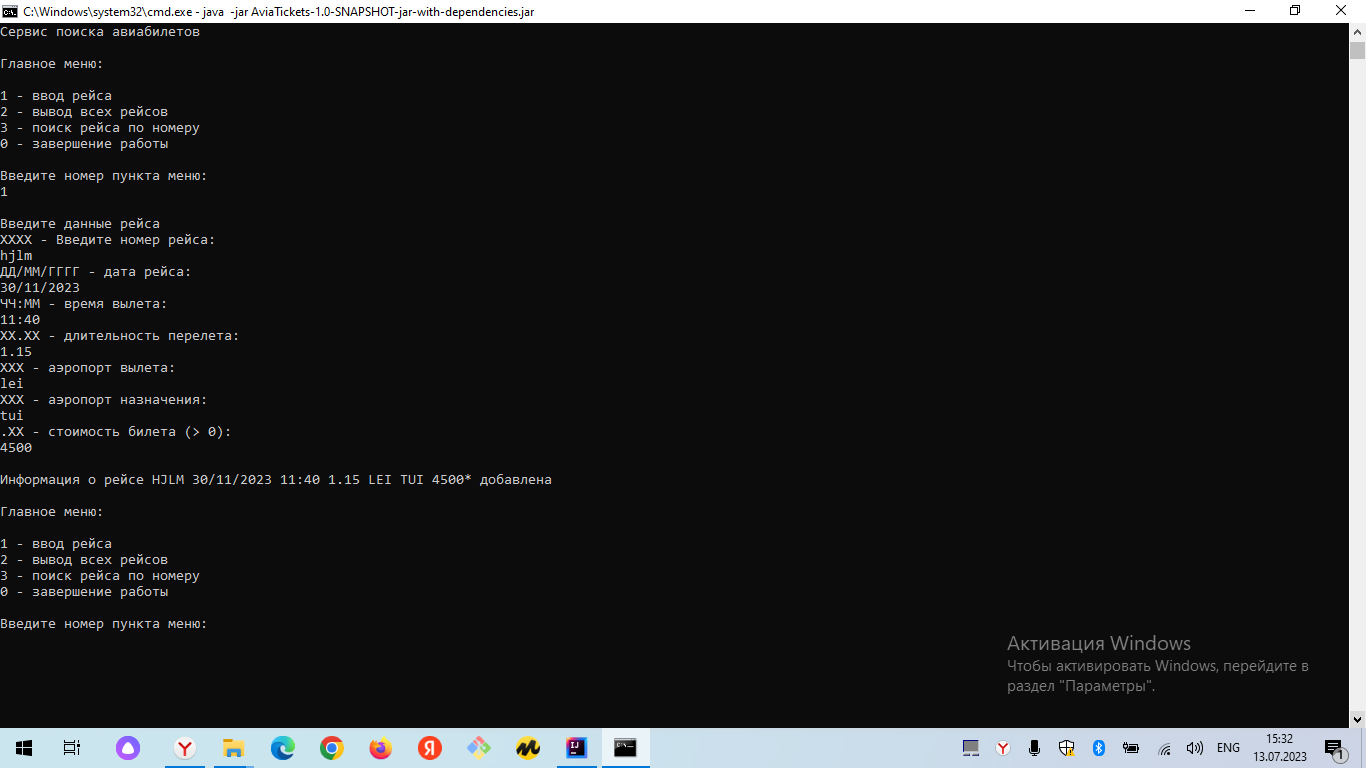 C:\Windows\system32\cmd.exe - java -jar AviaTickets-1.0-SNAPSHOT-jar-with-dependencies.jar
Сервис поиска авиабилетов
Главное меню:
1 - ввод рейса
2 - вывод всех рейсов
3 - поиск рейса по номеру
0 - завершение работы
Введите номер пункта меню:
1
Введите данные рейса
XXXX - Введите номер рейса:
hjlm
ДД/ММ/ГГГГ - дата рейса:
30/11/2023
ЧЧ:ММ - время вылета:
11:40
XX.XX - длительность перелета:
1.15
XXX - аэропорт вылета:
lei
XXX - аэропорт назначения:
tui
.XX - стоимость билета (> 0):
4500
Информация о рейсе HJLM 30/11/2023 11:40 1.15 LEI TUI 4500* добавлена
Главное меню:
1 - ввод рейса
2 - вывод всех рейсов
3 - поиск рейса по номеру
0 - завершение работы
Введите номер пункта меню:
Активация Windows
Чтобы активировать Windows, перейдите в
раздел "Параметры".
ENG
15:32
13.07.2023
1